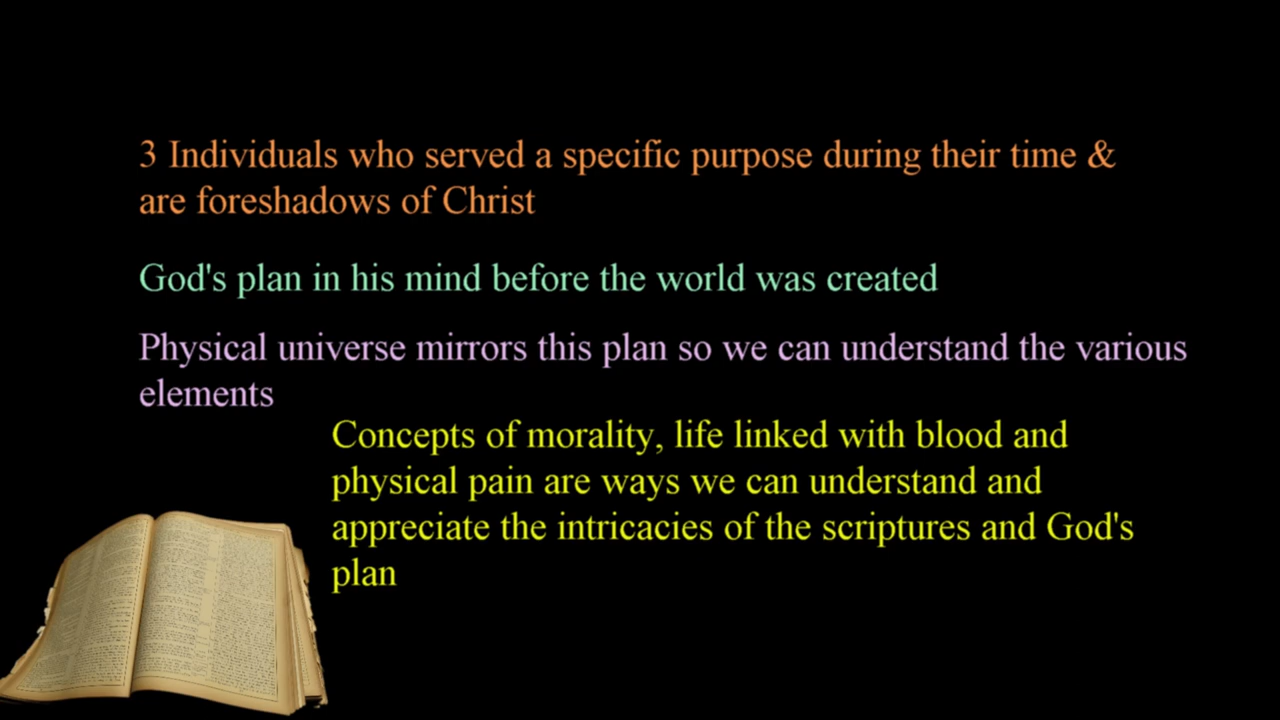 3 Individuals who served a specific purpose during their time &
are foreshadows of Christ
God's plan in his mind before the world was created
Physical universe mirrors this plan so we can understand the various
elements
Concepts of morality, life linked with blood and
physical pain are ways we can understand and
appreciate the intricacies of the scriptures and God's
plan